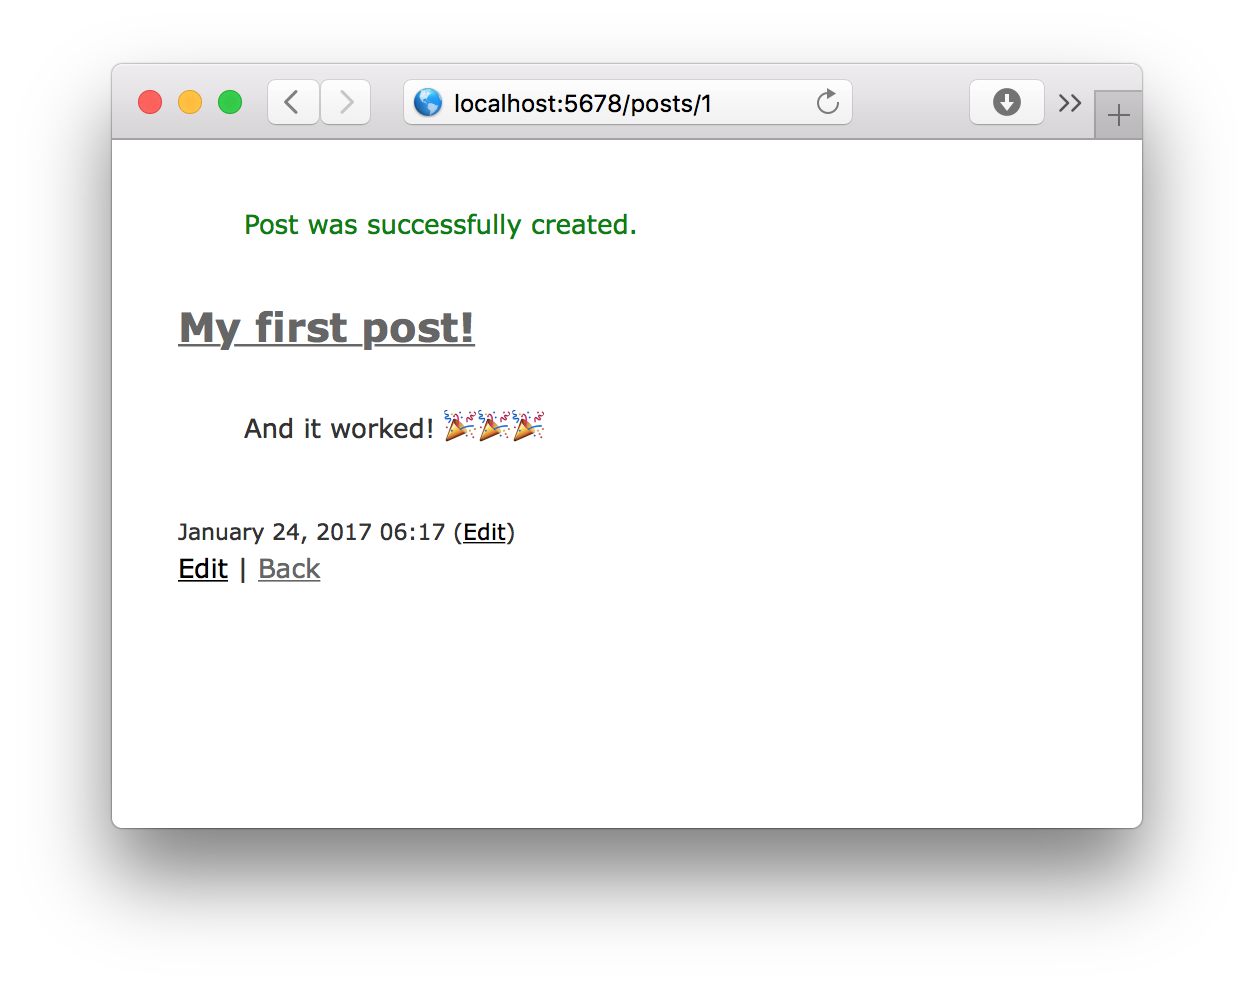 localhost:5678/posts/1
Post was successfully created.
My first post!
And it worked! 🎉🎉🎉
January 24, 2017 06:17 (Edit)
Edit | Back